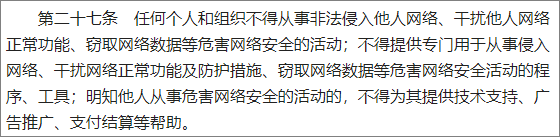 第二十七条　任何个人和组织不得从事非法侵入他人网络、干扰他人网络
正常功能、窃取网络数据等危害网络安全的活动；不得提供专门用于从事侵入
网络、干扰网络正常功能及防护措施、窃取网络数据等危害网络安全活动的程
序、工具；明知他人从事危害网络安全的活动的，不得为其提供技术支持、广
告推广、支付结算等帮助。